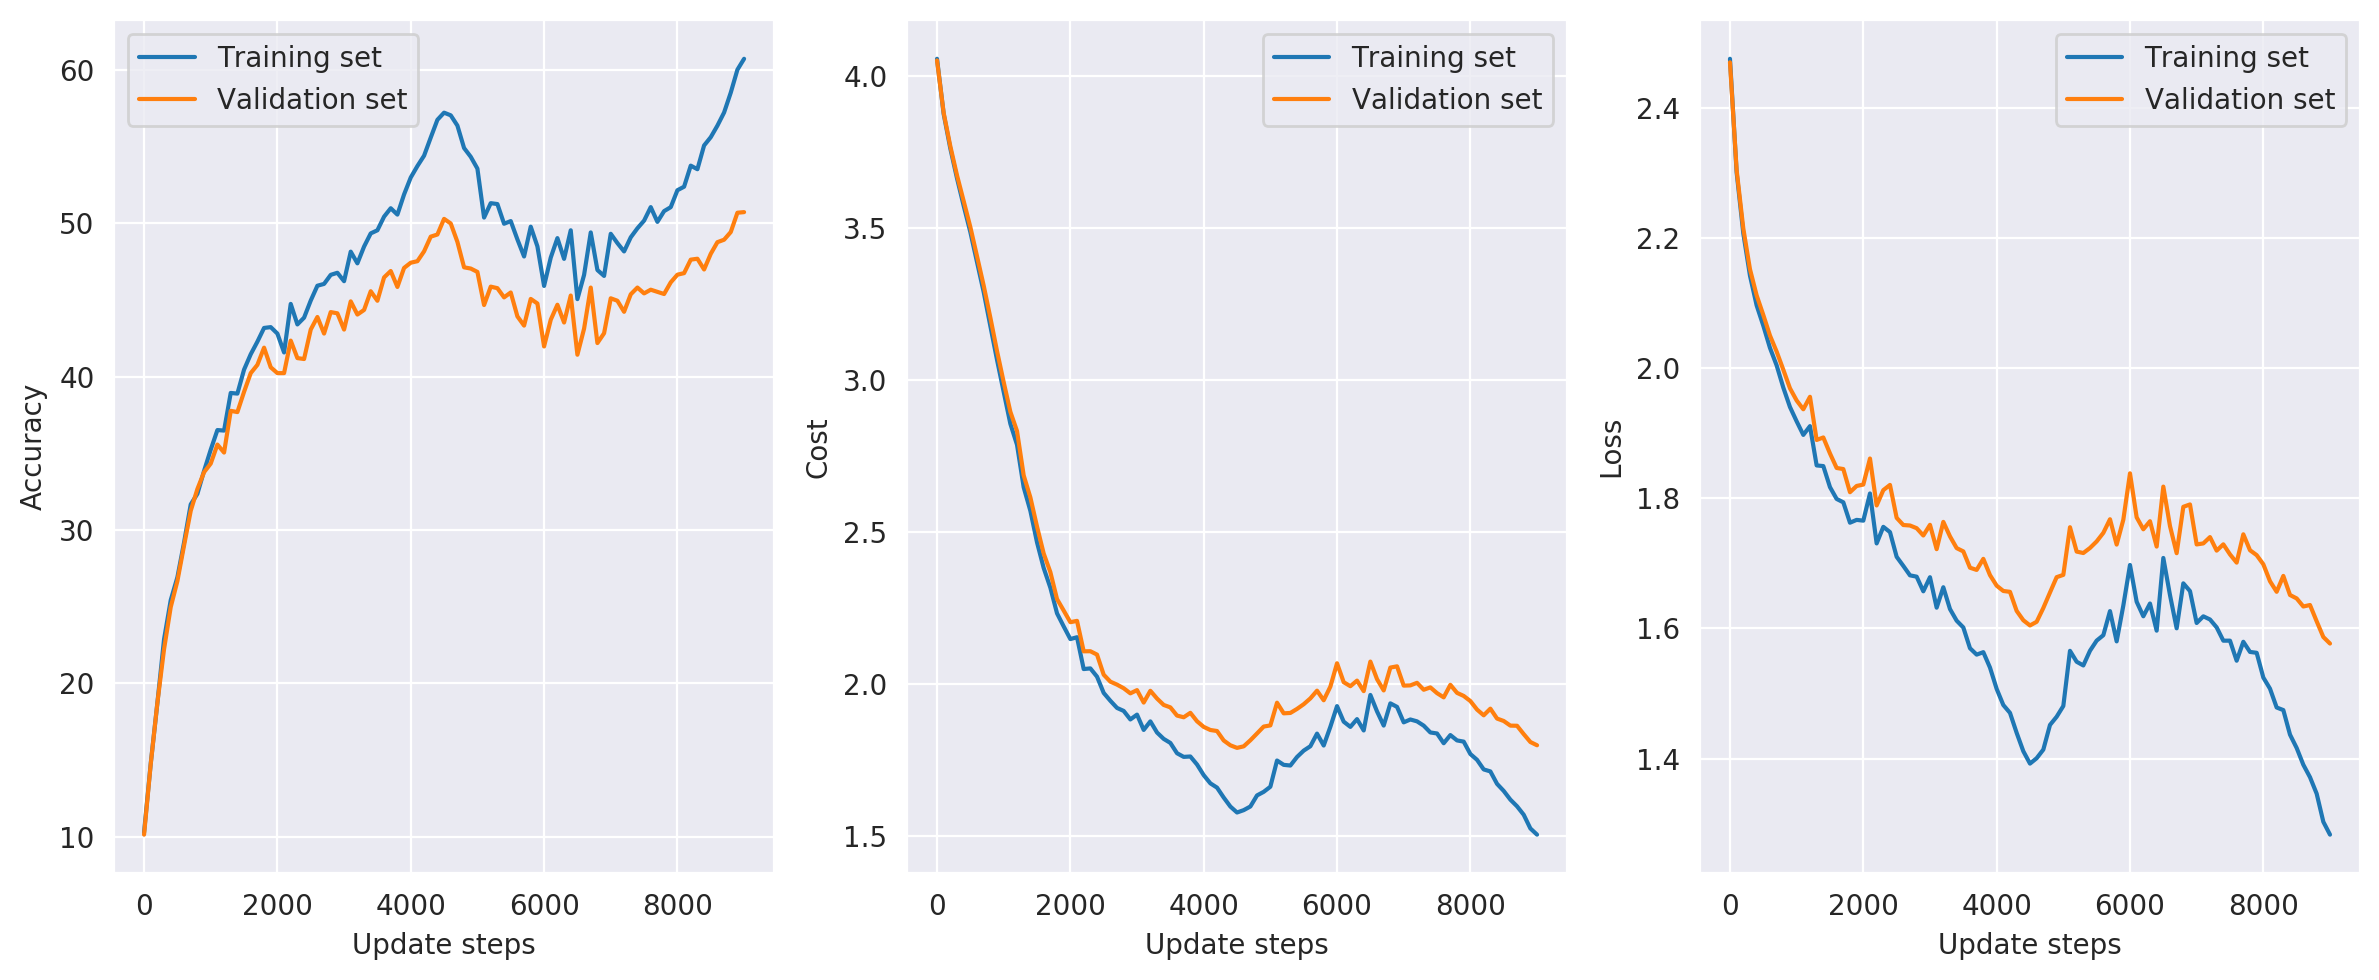 Training set
Validation set
60
50
40
30
20
10
Accuracy
0 2000 4000 6000 8000
Update steps
Training set
Validation set
4.0
3.5
3.0
2.5
2.0
1.5
Cost
0 2000 4000 6000 8000
Update steps
Training set
Validation set
2.4
2.2
2.0
1.8
1.6
1.4
Loss
0 2000 4000 6000 8000
Update steps